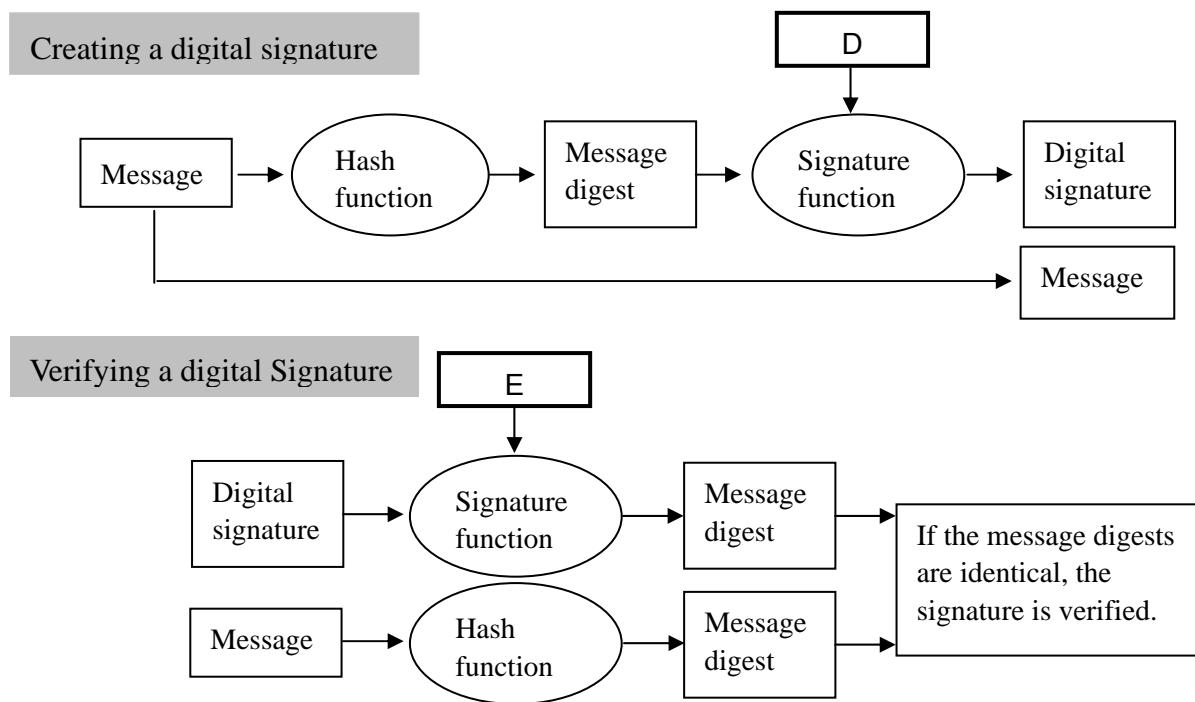 Creating a digital signature
D
Message
Hash
function
Message
digest
Signature
function
Digital
signature
Message
Verifying a digital Signature
E
Digital
signature
Signature
function
Message
digest
Message
Hash
function
Message
digest
If the message digests
are identical, the
signature is verified.